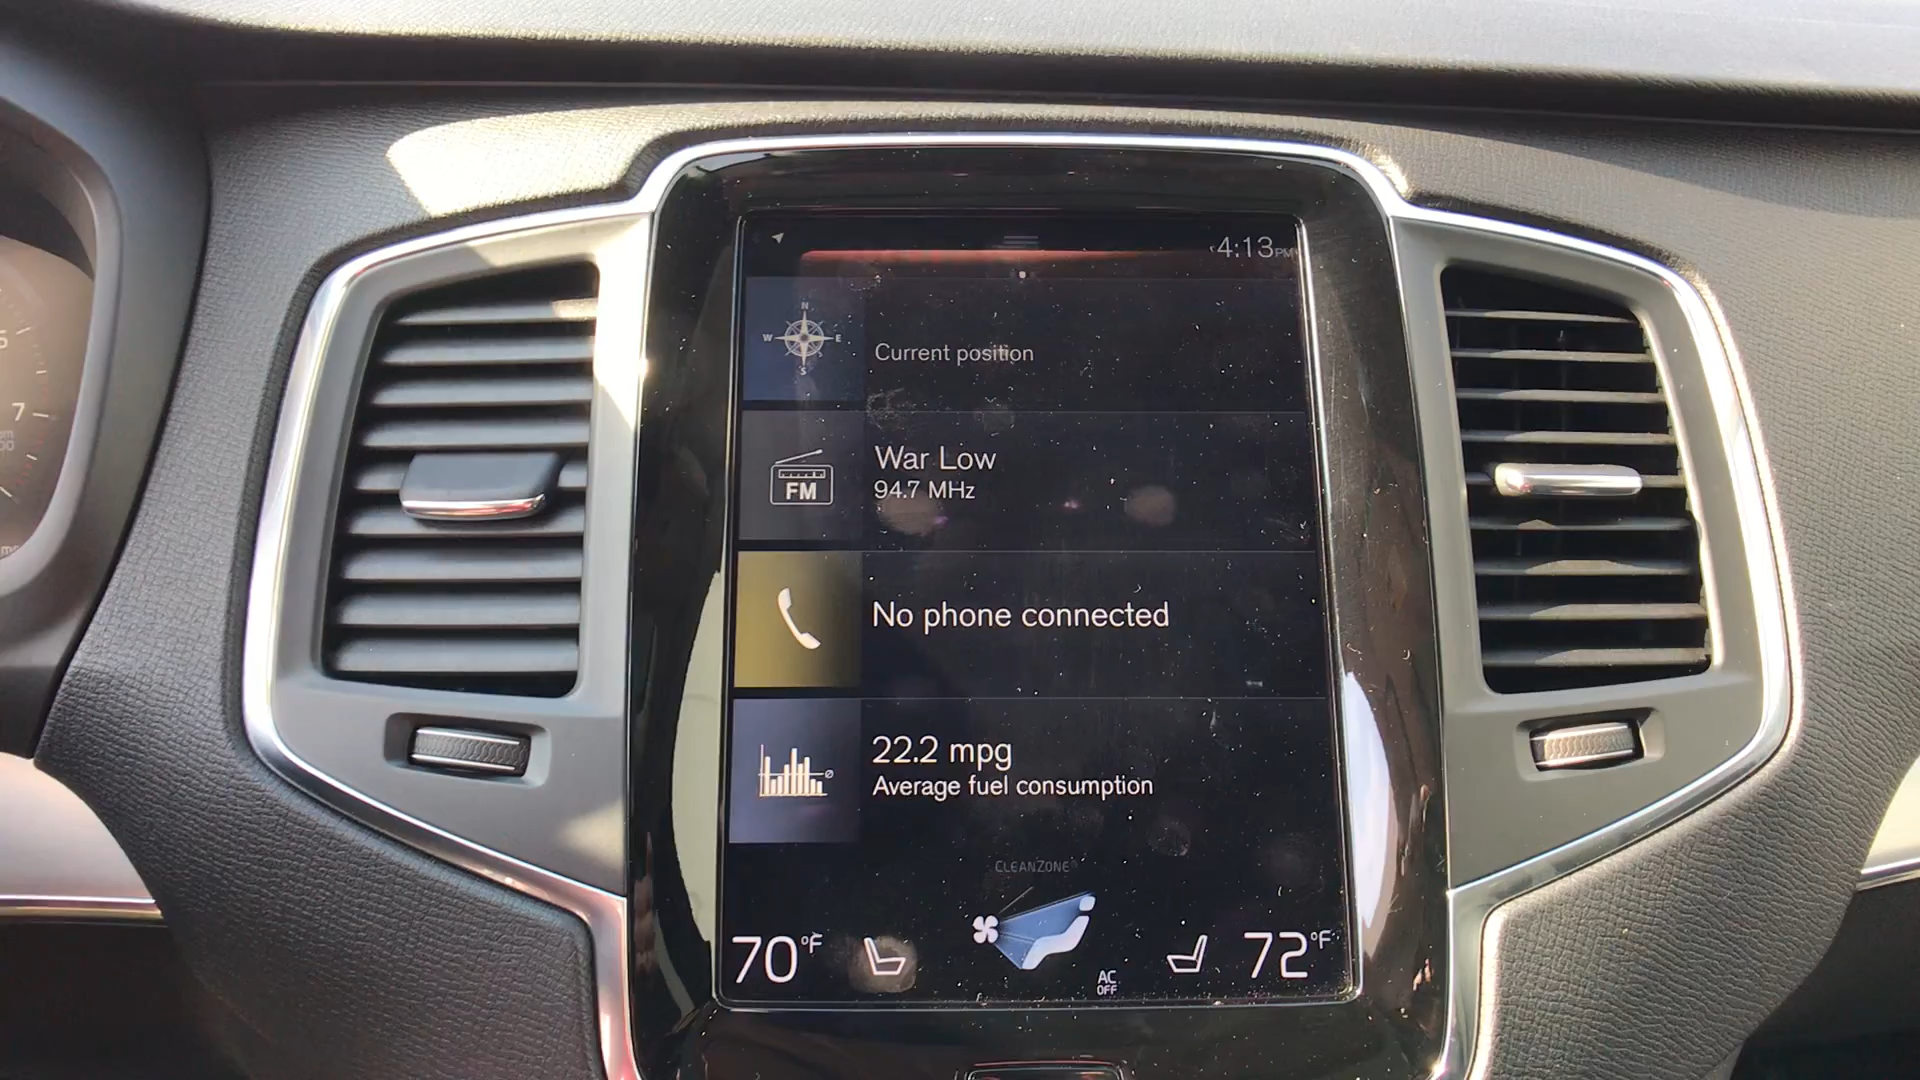 4:13PM
N
W E
S
Current position
FM
War Low
94.7 MHz
No phone connected
22.2 mpg
Average fuel consumption
CLEANZONE
70°F
AC
OFF
72°F
7